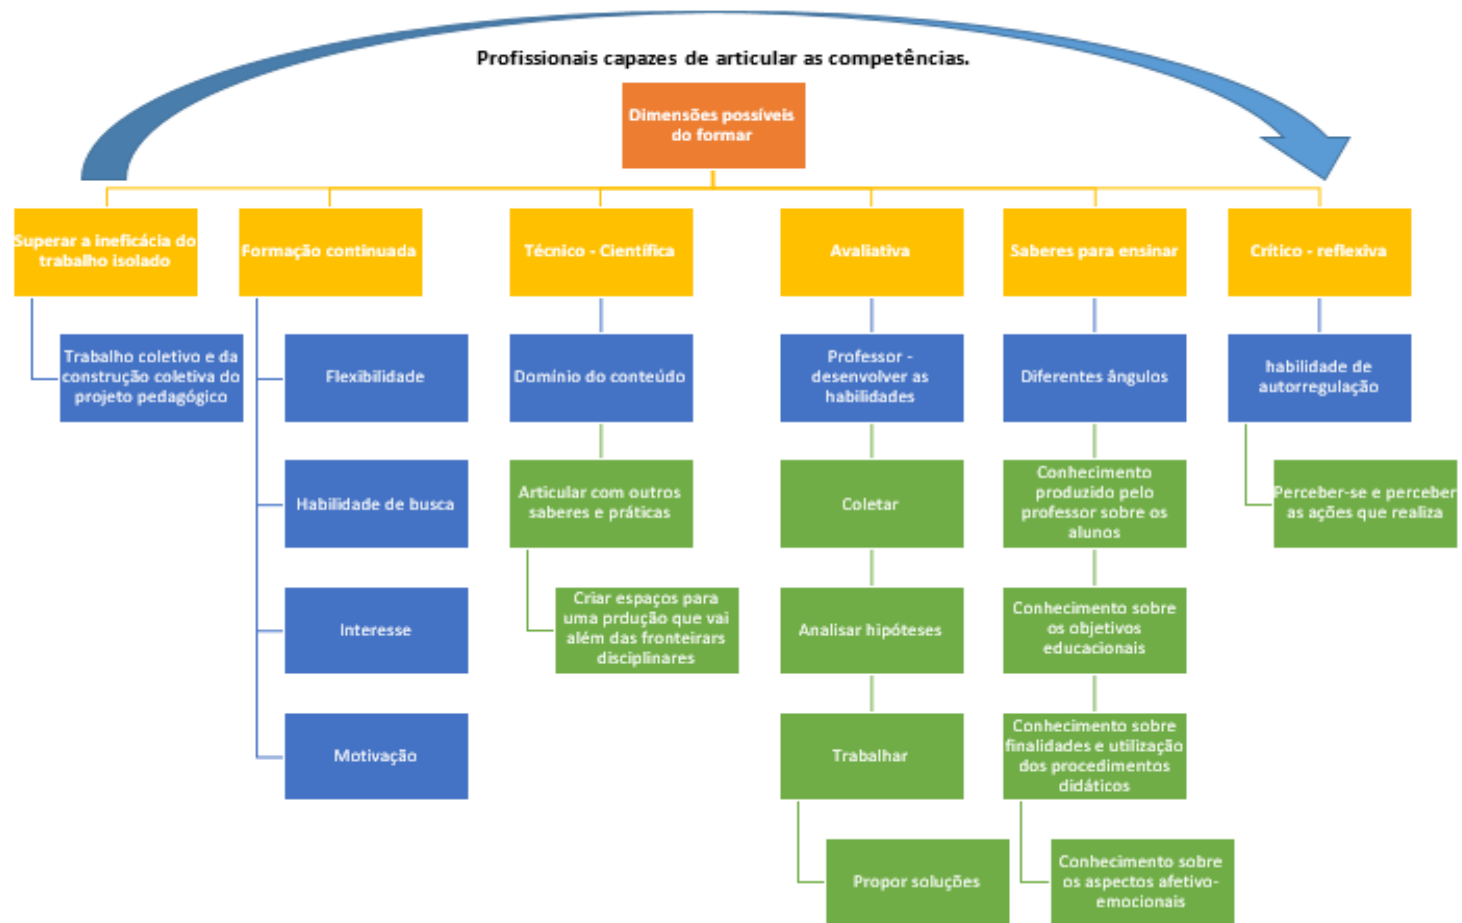 Profissionais capazes de articular as competências.
Dimensões possíveis
do formar
Superar a ineficácia do
trabalho isolado
Trabalho coletivo e da
construção coletiva do
projeto pedagógico
Formação continuada
Flexibilidade
Habilidade de busca
Interesse
Motivação
Técnico - Científica
Domínio do conteúdo
Articular com outros
saberes e práticas
Criar espaços para
uma prdução que vai
além das fronteirars
disciplinares
Avaliativa
Professor -
desenvolver as
habilidades
Coletar
Analisar hipóteses
Trabalhar
Propor soluções
Saberes para ensinar
Diferentes ângulos
Conhecimento
produzido pelo
professor sobre os
alunos
Conhecimento sobre
os objetivos
educacionais
Conhecimento sobre
finalidades e utilização
dos procedimentos
didáticos
Conhecimento sobre
os aspectos afetivo-
emocionais
Crítico - reflexiva
habilidade de
autorregulação
Perceber-se e perceber
as ações que realiza